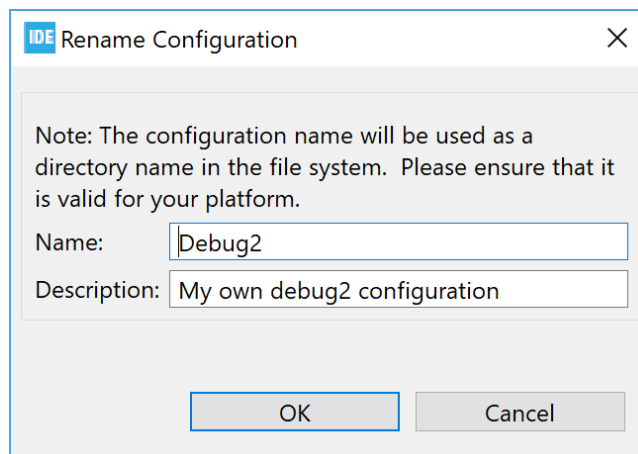 IDE Rename Configuration
Note: The configuration name will be used as a
directory name in the file system.  Please ensure that it
is valid for your platform.
Name: Debug2
Description: My own debug2 configuration
OK Cancel